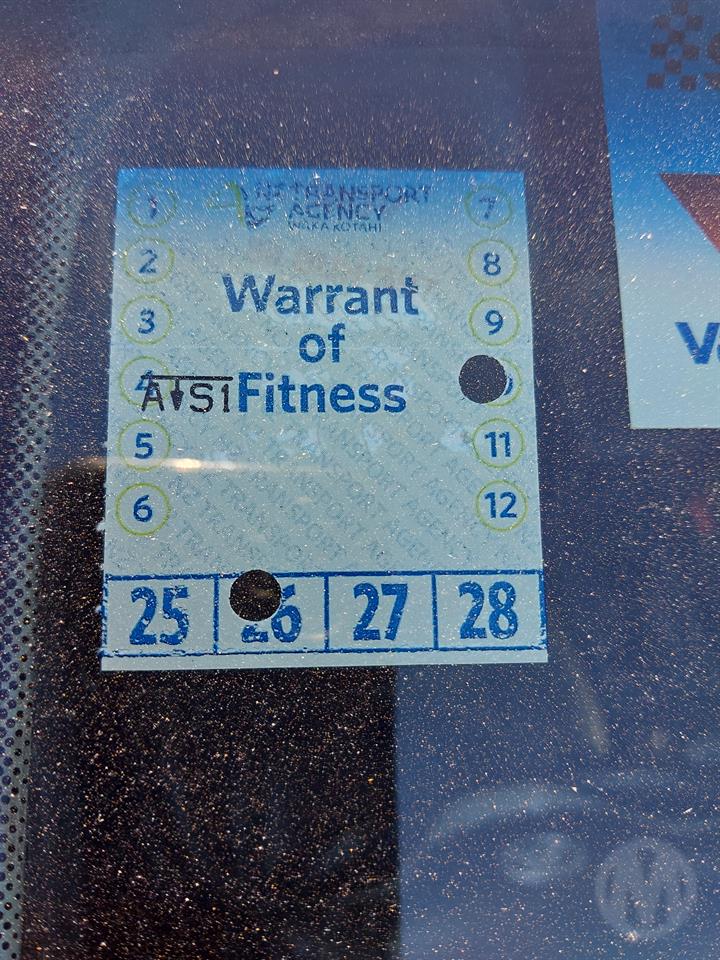 NZ TRANSPORT
AGENCY
WAKA KOTAHI
1
7
2
8
Warrant
3
9
of
4
A S1 Fitness
5
11
6
12
25 26 27 28